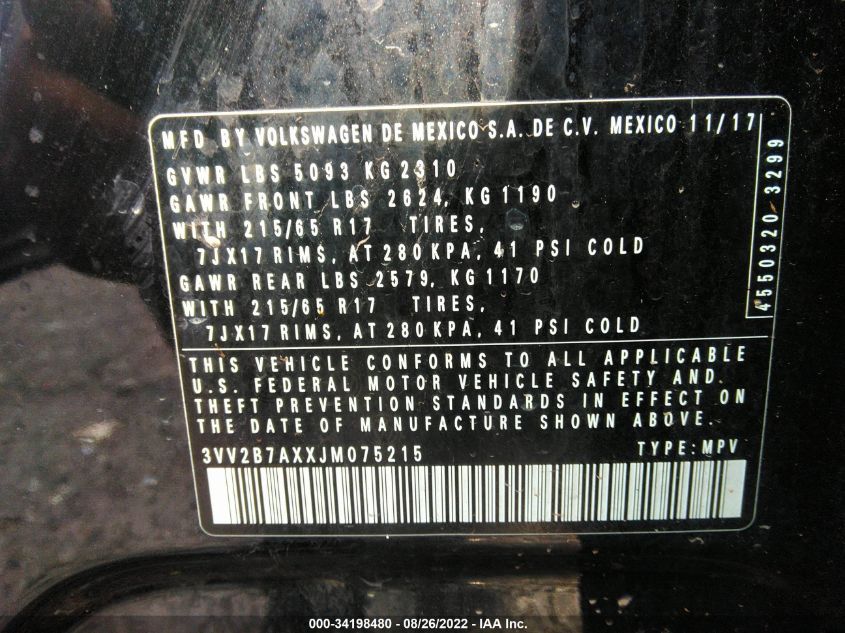 MFD BY VOLKSWAGEN DE MEXICO S.A. DE C.V. MEXICO 11/17
GVWR LBS 5093 KG 2310
GAWR FRONT LBS 2624, KG 1190
WITH 215/65 R17 TIRES,
7JX17 RIMS, AT 280 KPA, 41 PSI COLD
GAWR REAR LBS 2579, KG 1170
WITH 215/65 R17 TIRES,
7JX17 RIMS, AT 280 KPA, 41 PSI COLD
4550320 3299
THIS VEHICLE CONFORMS TO ALL APPLICABLE
U.S. FEDERAL MOTOR VEHICLE SAFETY AND.
THEFT PREVENTION STANDARDS IN EFFECT ON
THE DATE OF MANUFACTURE SHOWN ABOVE.
3VV2B7AXXJM075215 TYPE: MPV
000-34198480 - 08/26/2022 - IAA Inc.